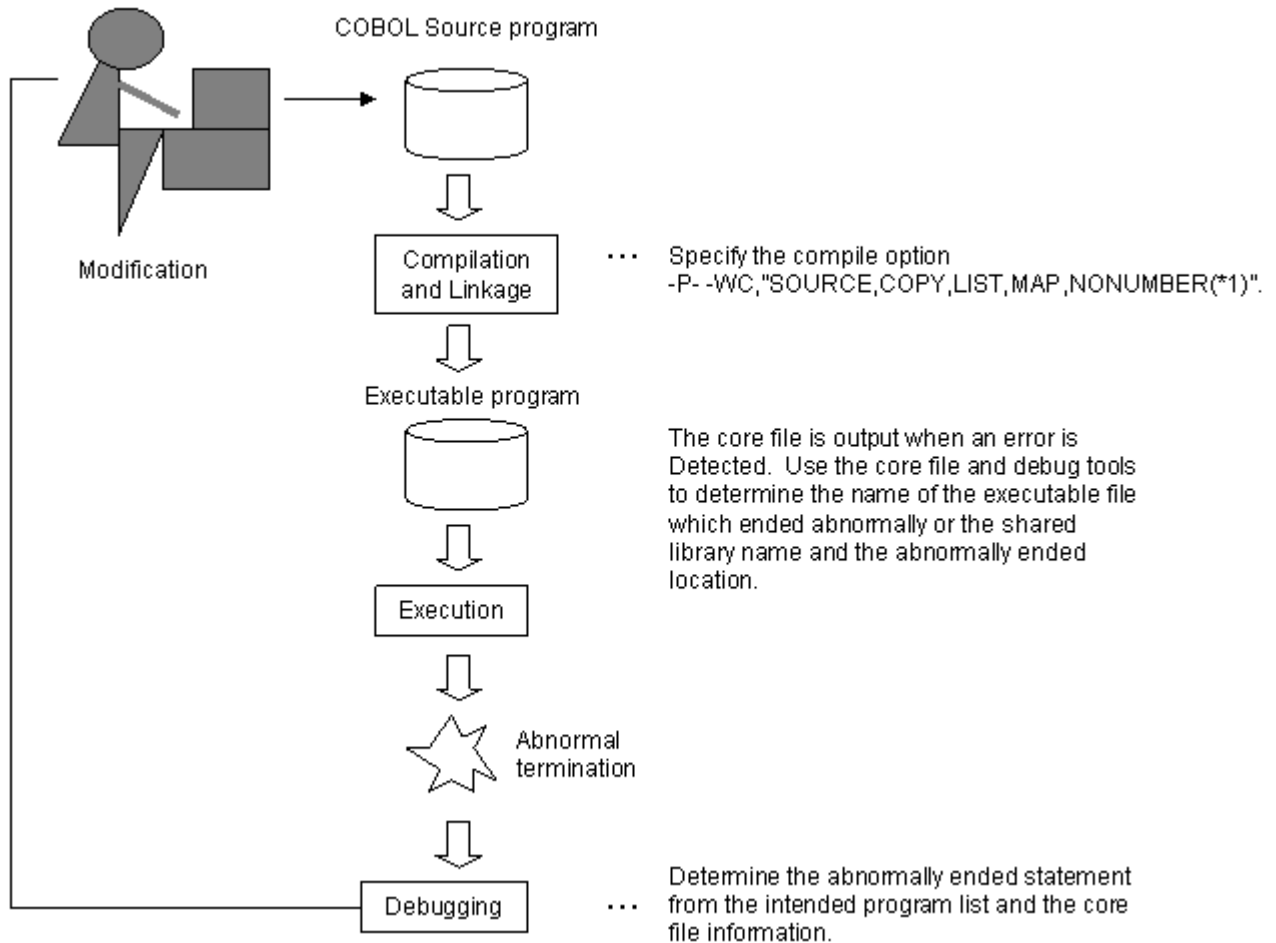 COBOL Source program
Modification
Compilation
and Linkage
... Specify the compile option
-P- -WC,"SOURCE,COPY,LIST,MAP,NONUMBER(*1)".
Executable program
The core file is output when an error is
Detected. Use the core file and debug tools
to determine the name of the executable file
which ended abnormally or the shared
library name and the abnormally ended
location.
Execution
Abnormal
termination
Debugging
... Determine the abnormally ended statement
from the intended program list and the core
file information.